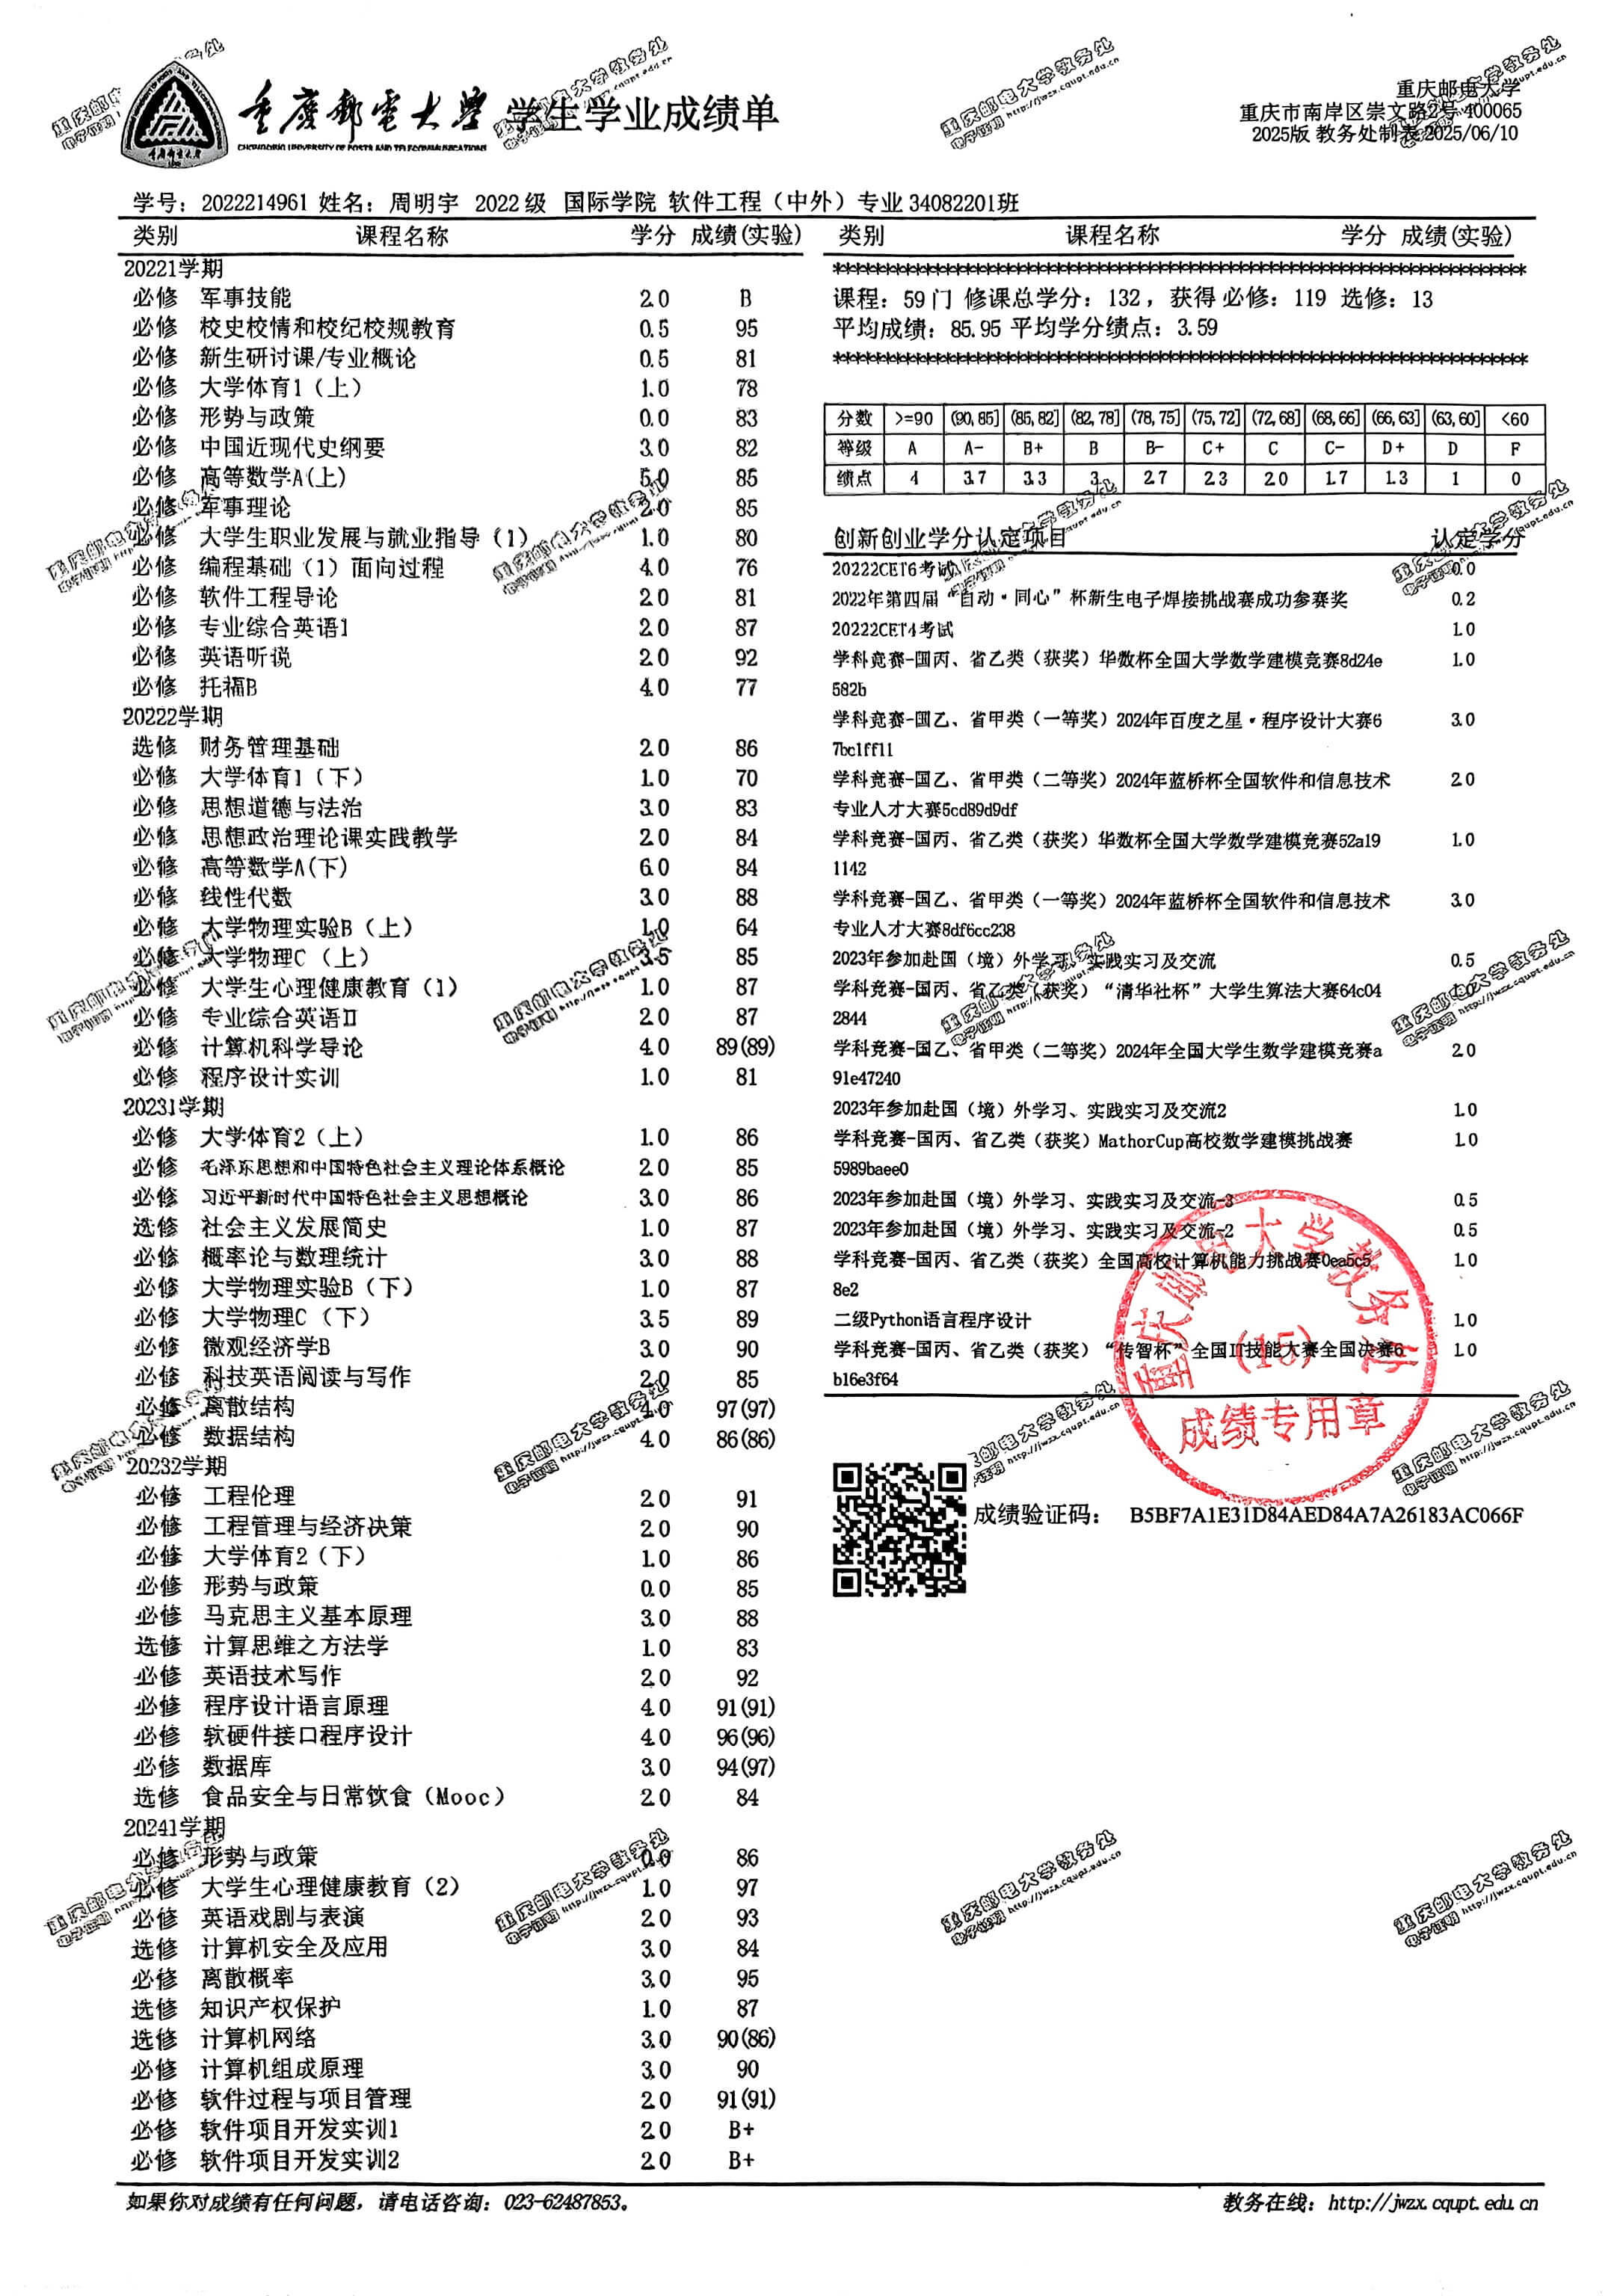 重庆邮电大学 学生学业成绩单
CHONGQING UNIVERSITY OF POSTS AND TELECOMMUNICATIONS
重庆邮电大学
重庆市南岸区崇文路2号 400065
2025版 教务处制表 2025/06/10
学号：2022214961 姓名：周明宇 2022级 国际学院 软件工程（中外）专业 34082201班
类别 课程名称 学分 成绩(实验)
20221学期
必修 军事技能 2.0 B
必修 校史校情和校纪校规教育 0.5 95
必修 新生研讨课/专业概论 0.5 81
必修 大学体育1（上） 1.0 78
必修 形势与政策 0.0 83
必修 中国近现代史纲要 3.0 82
必修 高等数学A(上) 5.0 85
必修 军事理论 2.0 85
必修 大学生职业发展与就业指导（1） 1.0 80
必修 编程基础（1）面向过程 4.0 76
必修 软件工程导论 2.0 81
必修 专业综合英语1 2.0 87
必修 英语听说 2.0 92
必修 托福B 4.0 77
20222学期
选修 财务管理基础 2.0 86
必修 大学体育1（下） 1.0 70
必修 思想道德与法治 3.0 83
必修 思想政治理论课实践教学 2.0 84
必修 高等数学A(下) 6.0 84
必修 线性代数 3.0 88
必修 大学物理实验B（上） 1.0 64
必修 大学物理C（上） 3.5 85
必修 大学生心理健康教育（1） 1.0 87
必修 专业综合英语II 2.0 87
必修 计算机科学导论 4.0 89(89)
必修 程序设计实训 1.0 81
20231学期
必修 大学体育2（上） 1.0 86
必修 毛泽东思想和中国特色社会主义理论体系概论 2.0 85
必修 习近平新时代中国特色社会主义思想概论 3.0 86
选修 社会主义发展简史 1.0 87
必修 概率论与数理统计 3.0 88
必修 大学物理实验B（下） 1.0 87
必修 大学物理C（下） 3.5 89
必修 微观经济学B 3.0 90
必修 科技英语阅读与写作 2.0 85
必修 离散结构 4.0 97(97)
必修 数据结构 4.0 86(86)
20232学期
必修 工程伦理 2.0 91
必修 工程管理与经济决策 2.0 90
必修 大学体育2（下） 1.0 86
必修 形势与政策 0.0 85
必修 马克思主义基本原理 3.0 88
选修 计算思维之方法学 1.0 83
必修 英语技术写作 2.0 92
必修 程序设计语言原理 4.0 91(91)
必修 软硬件接口程序设计 4.0 96(96)
必修 数据库 3.0 94(97)
选修 食品安全与日常饮食（Mooc） 2.0 84
20241学期
必修 形势与政策 0.0 86
必修 大学生心理健康教育（2） 1.0 97
必修 英语戏剧与表演 2.0 93
选修 计算机安全及应用 3.0 84
必修 离散概率 3.0 95
选修 知识产权保护 1.0 87
选修 计算机网络 3.0 90(86)
必修 计算机组成原理 3.0 90
必修 软件过程与项目管理 2.0 91(91)
必修 软件项目开发实训1 2.0 B+
必修 软件项目开发实训2 2.0 B+
类别 课程名称 学分 成绩(实验)
课程：59门 修课总学分：132，获得 必修：119 选修：13
平均成绩：85.95 平均学分绩点：3.59
分数 >=90 (90,85] (85,82] (82,78] (78,75] (75,72] (72,68] (68,66] (66,63] (63,60] <60
等级 A A- B+ B B- C+ C C- D+ D F
绩点 4 3.7 3.3 3 2.7 2.3 2.0 1.7 1.3 1 0
创新创业学分认定项目 认定学分
20222CET6考试 0.0
2022年第四届“自动·同心”杯新生电子焊接挑战赛成功参赛奖 0.2
20222CET4考试 1.0
学科竞赛-国丙、省乙类（获奖）华数杯全国大学数学建模竞赛8d24e 1.0
582b
学科竞赛-国乙、省甲类（一等奖）2024年百度之星·程序设计大赛6 3.0
7bc1ff11
学科竞赛-国乙、省甲类（二等奖）2024年蓝桥杯全国软件和信息技术 2.0
专业人才大赛5cd89d9df
学科竞赛-国丙、省乙类（获奖）华数杯全国大学数学建模竞赛52a19 1.0
1142
学科竞赛-国乙、省甲类（一等奖）2024年蓝桥杯全国软件和信息技术 3.0
专业人才大赛8df6cc238
2023年参加赴国（境）外学习、实践实习及交流 0.5
学科竞赛-国丙、省乙类（获奖）“清华社杯”大学生算法大赛64c04
2844
学科竞赛-国乙、省甲类（二等奖）2024年全国大学生数学建模竞赛a 2.0
91e47240
2023年参加赴国（境）外学习、实践实习及交流2 1.0
学科竞赛-国丙、省乙类（获奖）MathorCup高校数学建模挑战赛 1.0
5989baee0
2023年参加赴国（境）外学习、实践实习及交流-3 0.5
2023年参加赴国（境）外学习、实践实习及交流-2 0.5
学科竞赛-国丙、省乙类（获奖）全国高校计算机能力挑战赛0ea5c5 1.0
8e2
二级Python语言程序设计 1.0
学科竞赛-国丙、省乙类（获奖）“传智杯”全国IT技能大赛全国决赛6 1.0
b16e3f64
重庆邮电大学教务处
(15)
成绩专用章
成绩验证码： B5BF7A1E31D84AED84A7A26183AC066F
重庆邮电大学教务处
电子证明 http://jwzx.cqupt.edu.cn
如果你对成绩有任何问题，请电话咨询：023-62487853。
教务在线：http://jwzx.cqupt.edu.cn